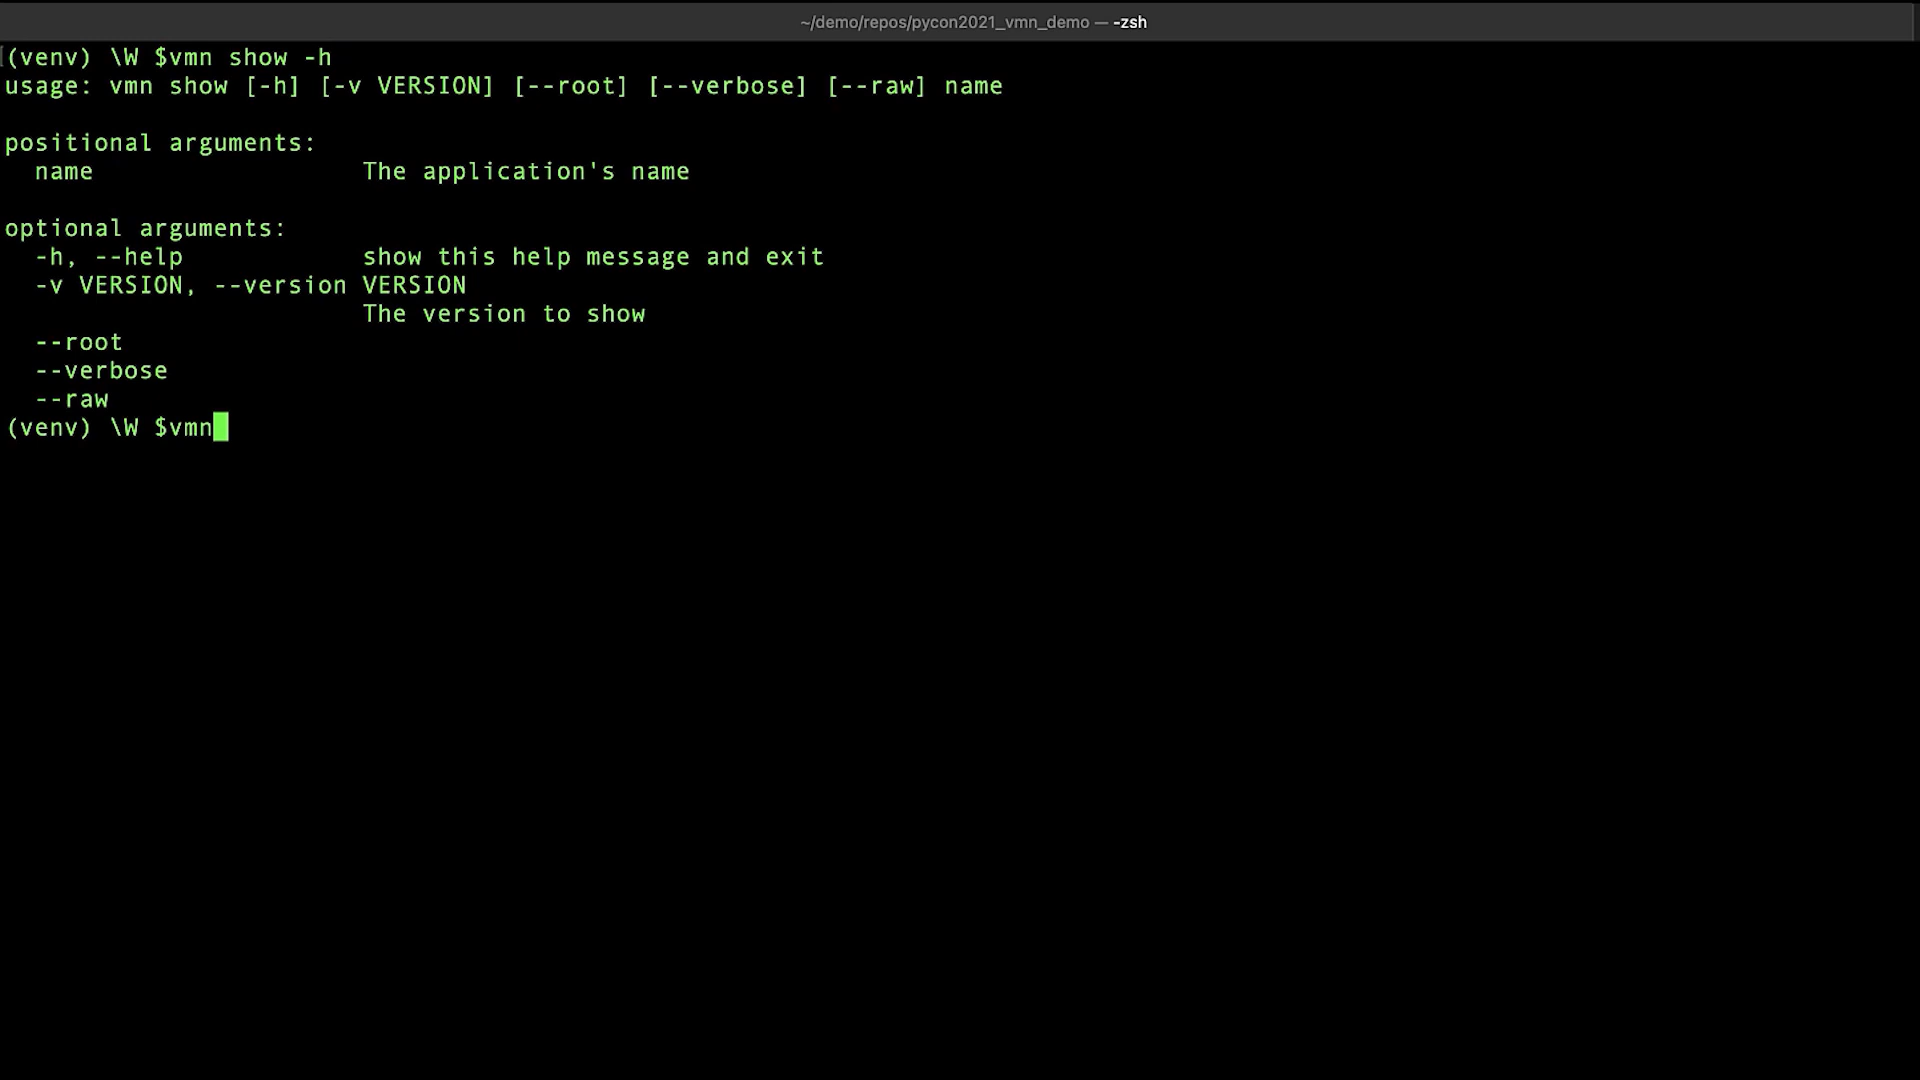 ~/demo/repos/pycon2021_vmn_demo — -zsh
(venv) \W $vmn show -h
usage: vmn show [-h] [-v VERSION] [--root] [--verbose] [--raw] name
positional arguments:
  name                  The application's name
optional arguments:
  -h, --help            show this help message and exit
  -v VERSION, --version VERSION
                        The version to show
  --root
  --verbose
  --raw
(venv) \W $vmn